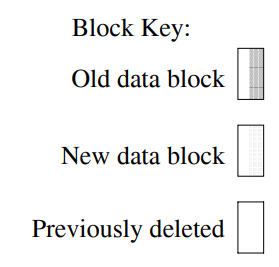 Block Key:
Old data block
New data block
Previously deleted